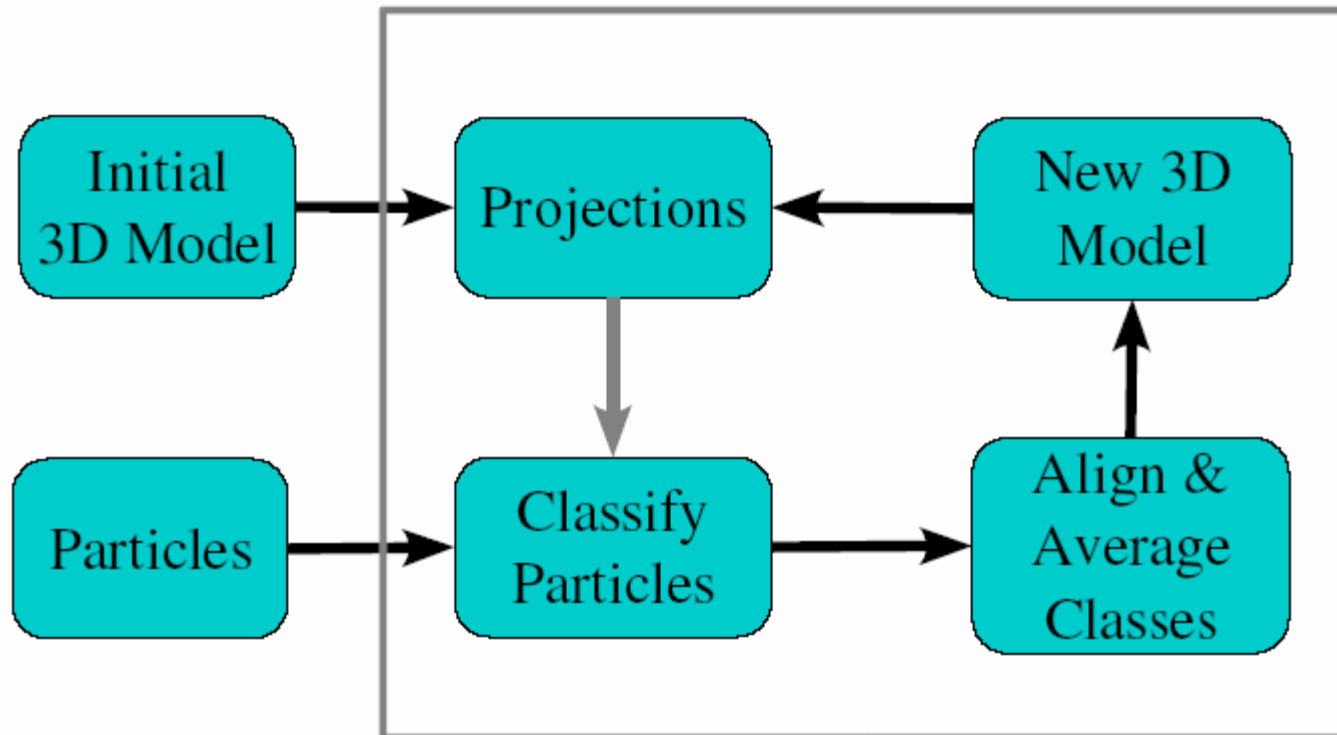 Initial
3D Model
Projections
New 3D
Model
Particles
Classify
Particles
Align &
Average
Classes